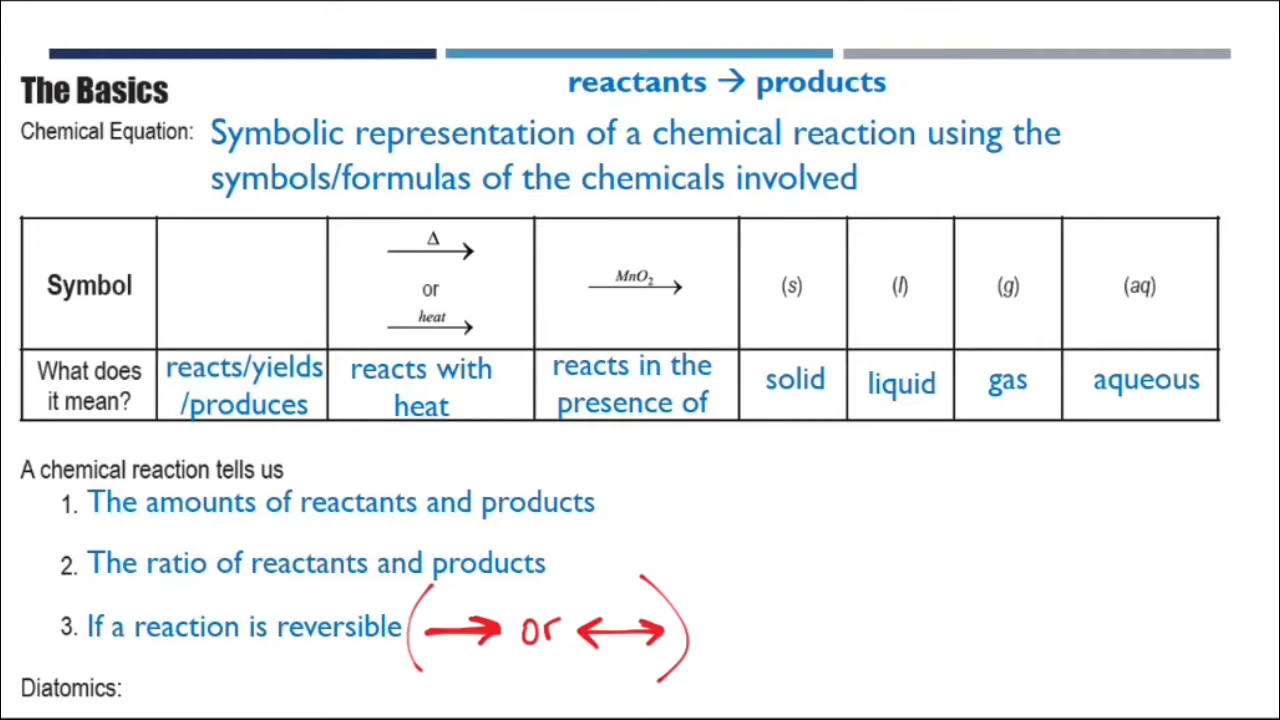 reactants → products
The Basics
Chemical Equation: Symbolic representation of a chemical reaction using the
symbols/formulas of the chemicals involved
Symbol
Δ
or
heat
MnO₂
(s)
(l)
(g)
(aq)
What does
it mean?
reacts/yields
/produces
reacts with
heat
reacts in the
presence of
solid
liquid
gas
aqueous
A chemical reaction tells us
1. The amounts of reactants and products
2. The ratio of reactants and products
3. If a reaction is reversible (→ or ↔)
Diatomics: